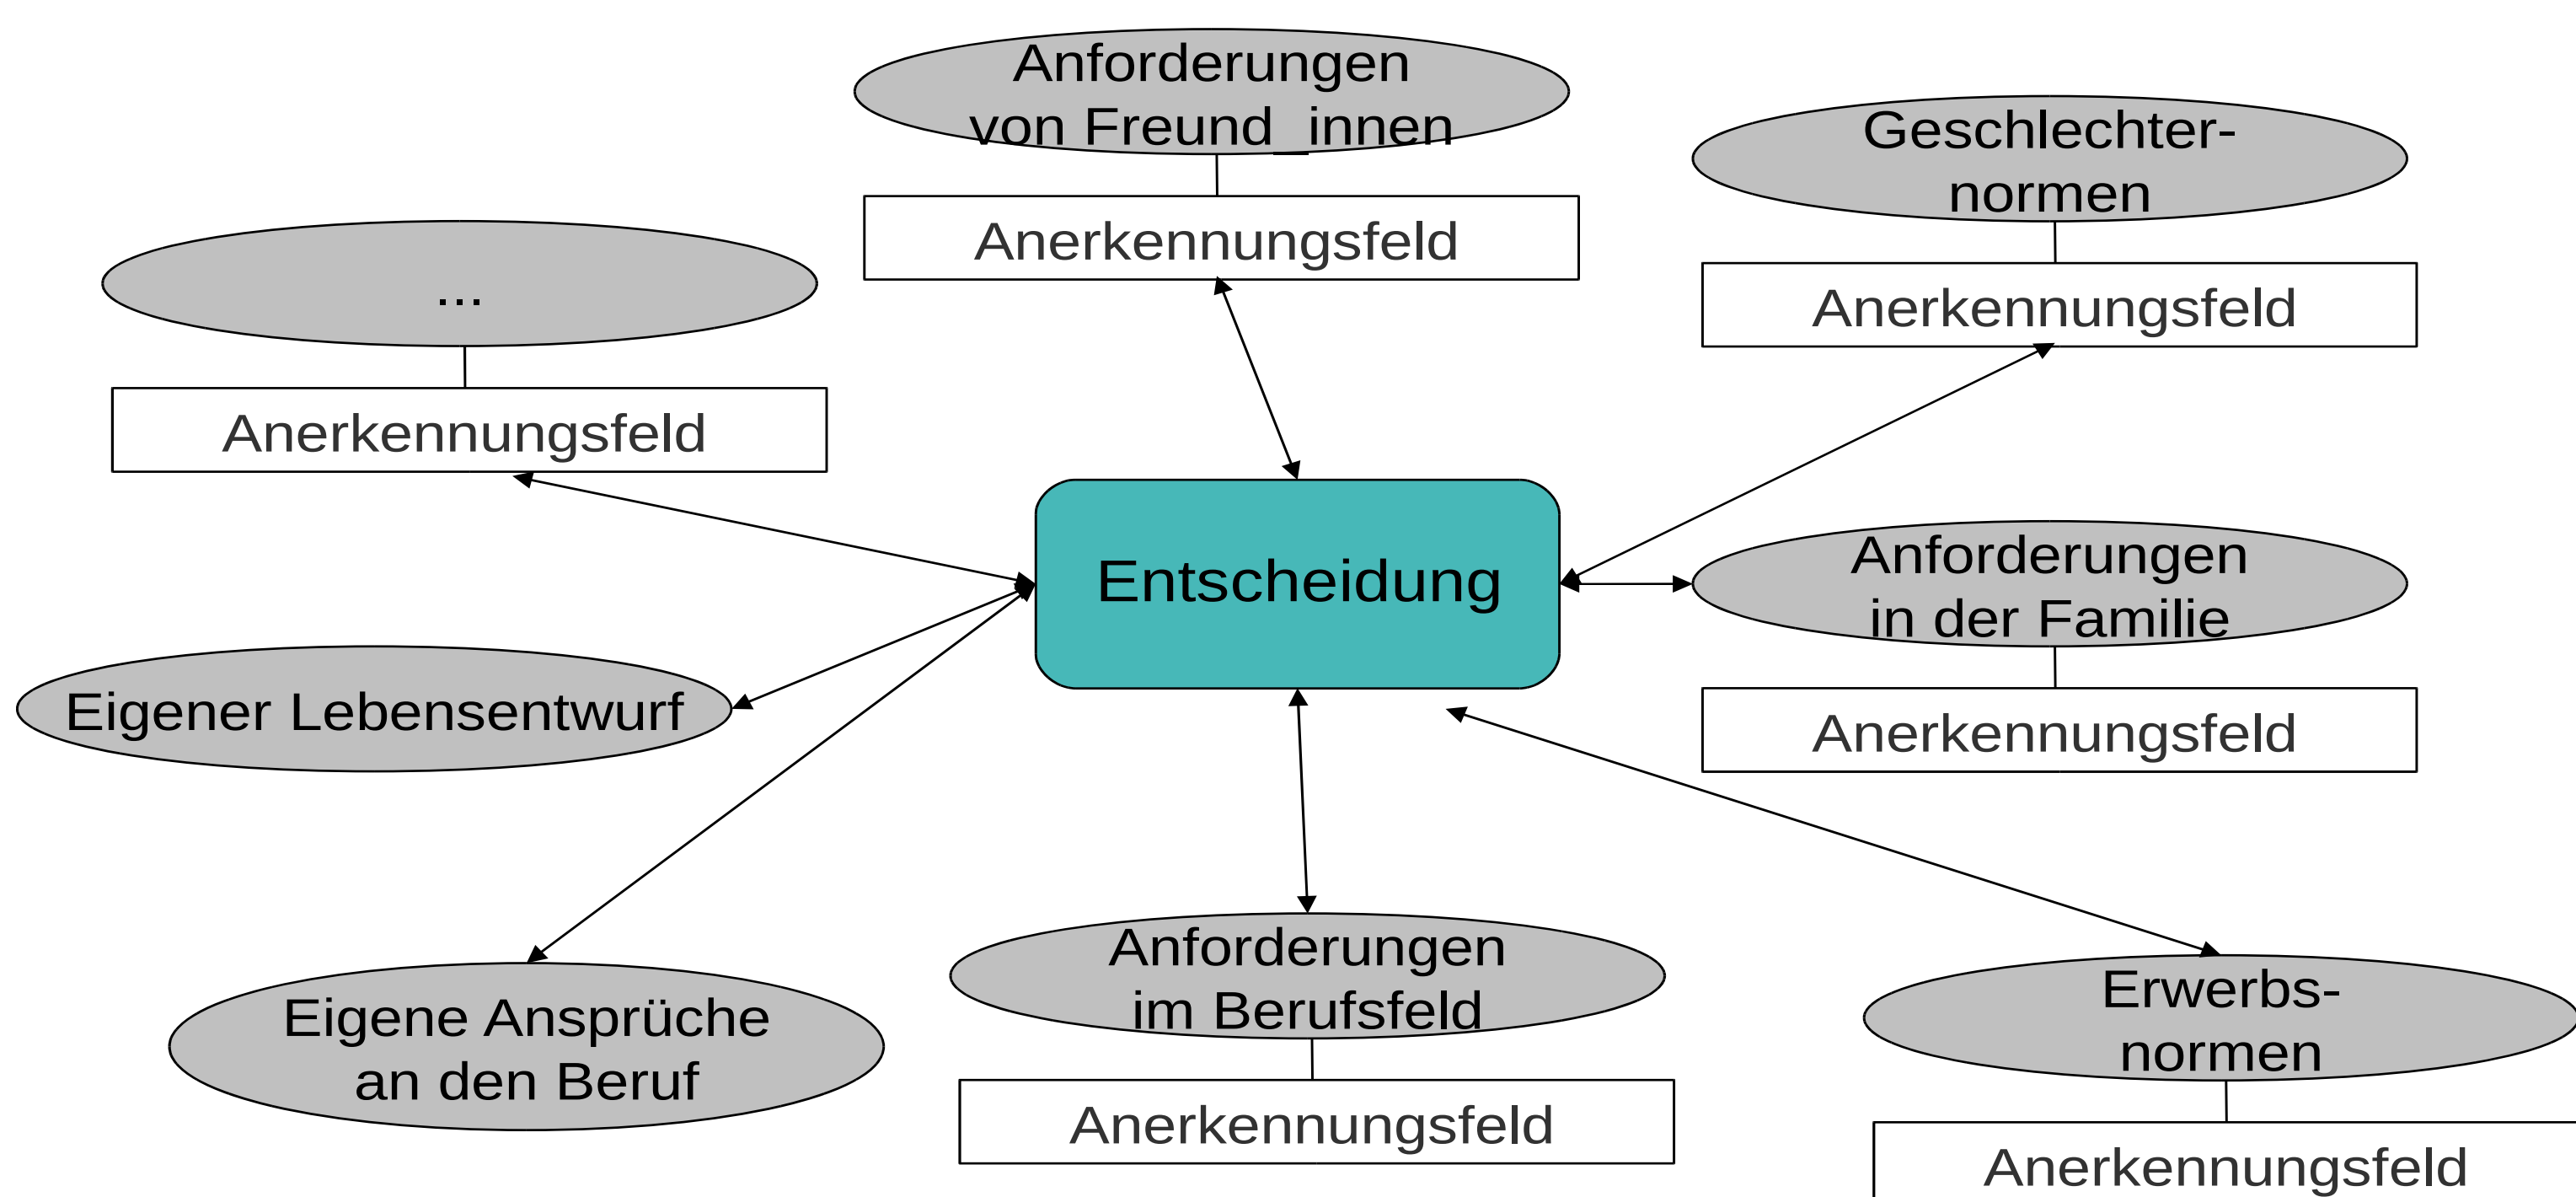 Anforderungen
von Freund_innen
Anerkennungsfeld
Geschlechter-
normen
Anerkennungsfeld
...
Anerkennungsfeld
Entscheidung
Anforderungen
in der Familie
Anerkennungsfeld
Eigener Lebensentwurf
Eigene Ansprüche
an den Beruf
Anforderungen
im Berufsfeld
Anerkennungsfeld
Erwerbs-
normen
Anerkennungsfeld